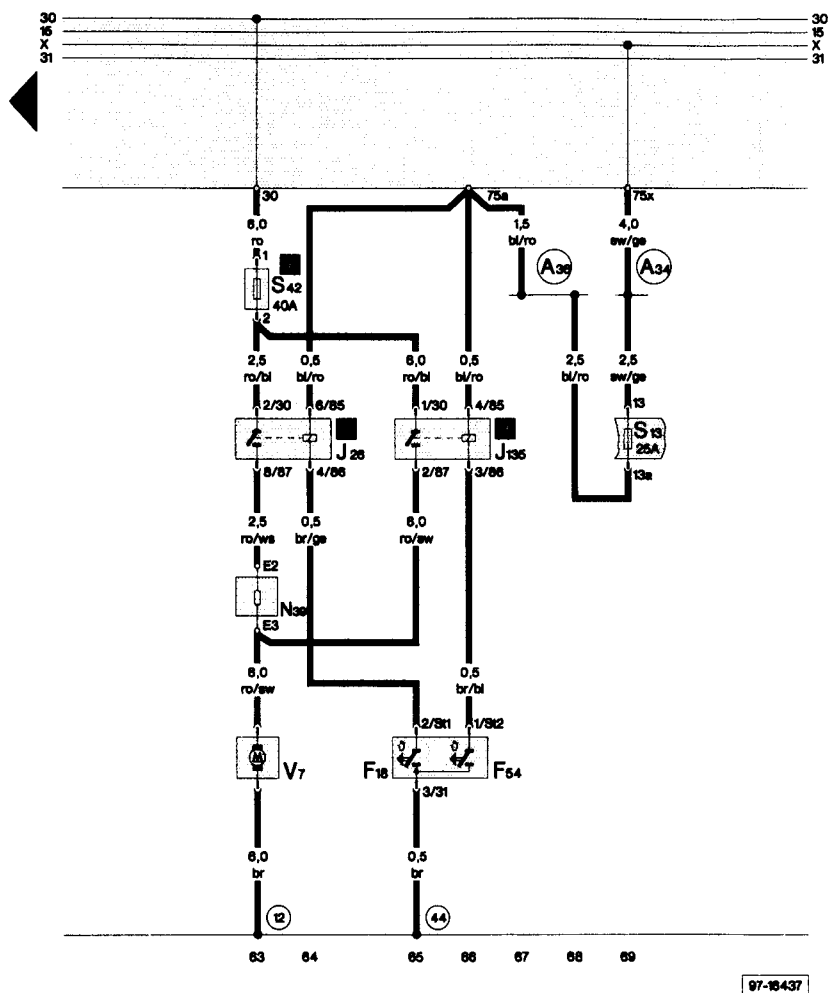 30 30
15 15
X X
31 31
30 75a 75x
6,0 1,5 4,0
ro bl/ro sw/ge
1
S42 A36 A34
40A
2
2,5 0,5 6,0 0,5 2,5 2,5
ro/bl bl/ro ro/bl bl/ro bl/ro sw/ge
2/30 6/85 1/30 4/85 13
J26 J135 S13
25A
8/87 4/86 2/87 3/86 13a
2,5 0,5 6,0
ro/ws br/ge ro/sw
E2
N39
E3
6,0 0,5
ro/sw br/bl
2/St1 1/St2
V7 F18 F54
3/31
6,0 0,5
br br
12 44
63 64 65 66 67 68 69
97-16437